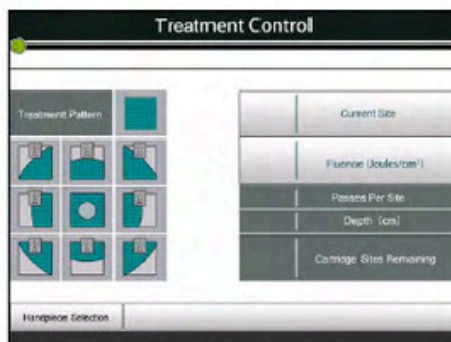 Treatment Control
Treatment Pattern
Current Site
Fluence (Joules/cm²)
Passes Per Site
Depth (cm)
Cartridge Sites Remaining
Handpiece Selection